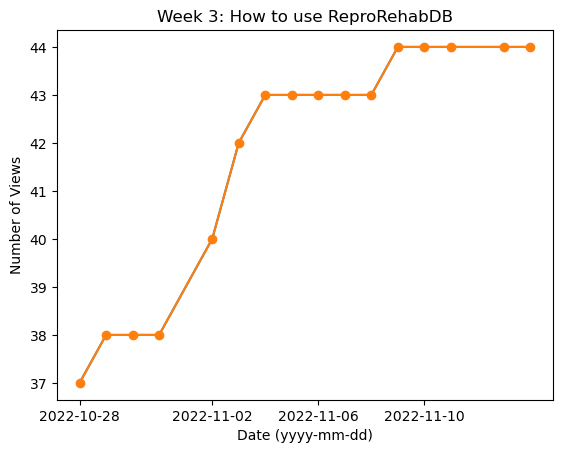 Week 3: How to use ReproRehabDB
44
43
42
41
40
39
38
37
Number of Views
2022-10-28 2022-11-02 2022-11-06 2022-11-10
Date (yyyy-mm-dd)